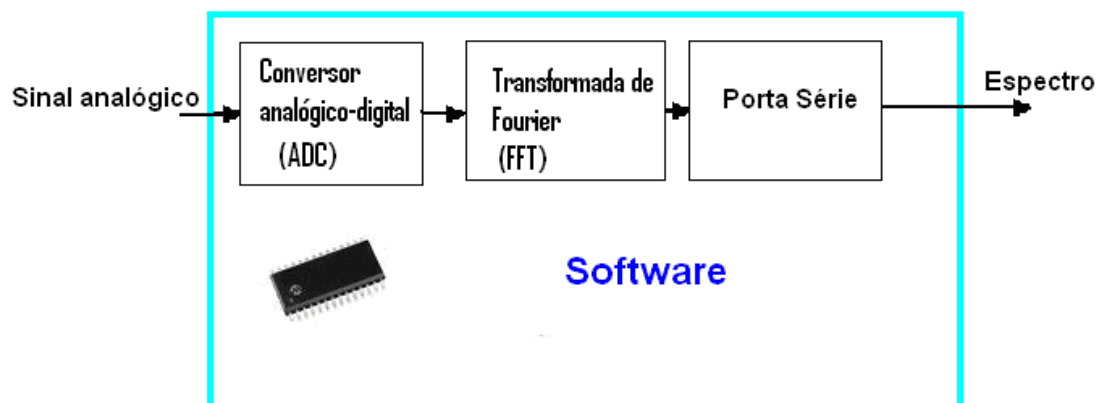 Sinal analógico
Conversor
analógico-digital
(ADC)
Transformada de
Fourier
(FFT)
Porta Série
Espectro
Software